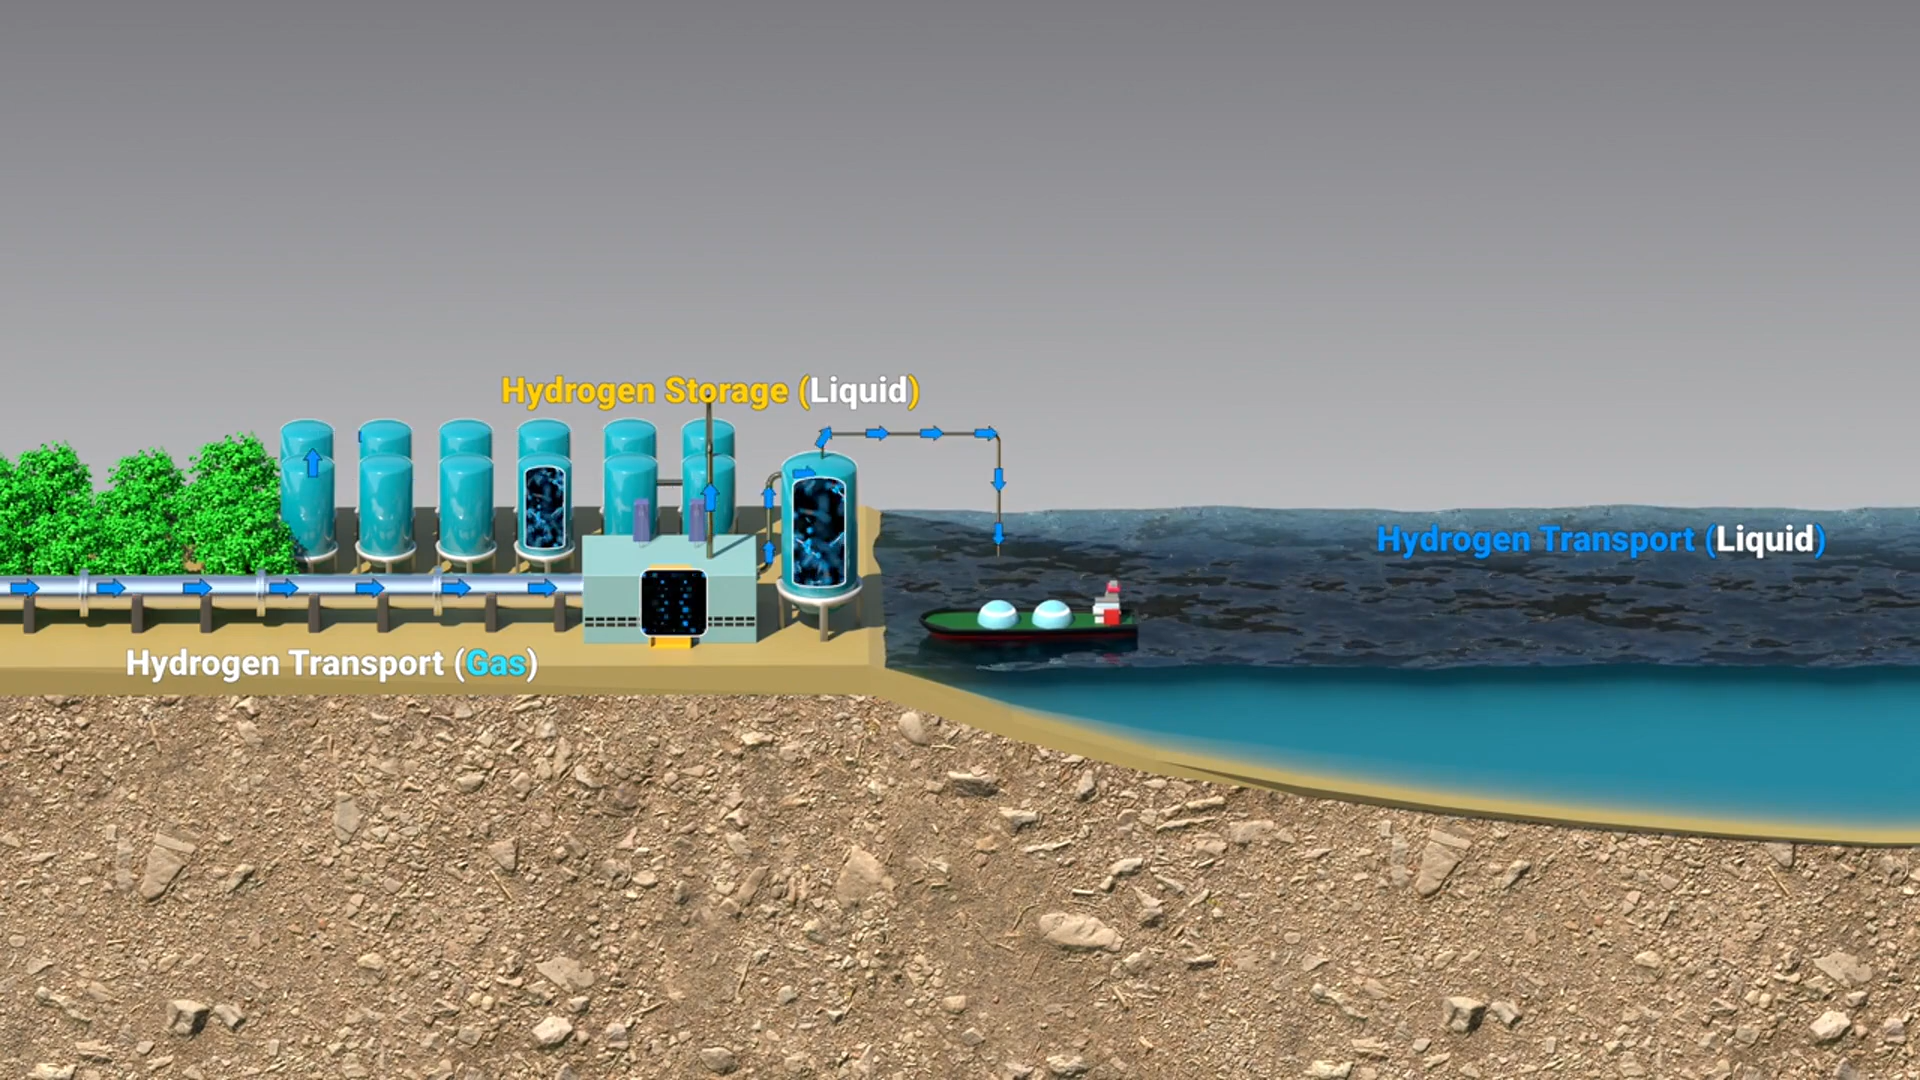 Hydrogen Storage (Liquid)
Hydrogen Transport (Liquid)
Hydrogen Transport (Gas)